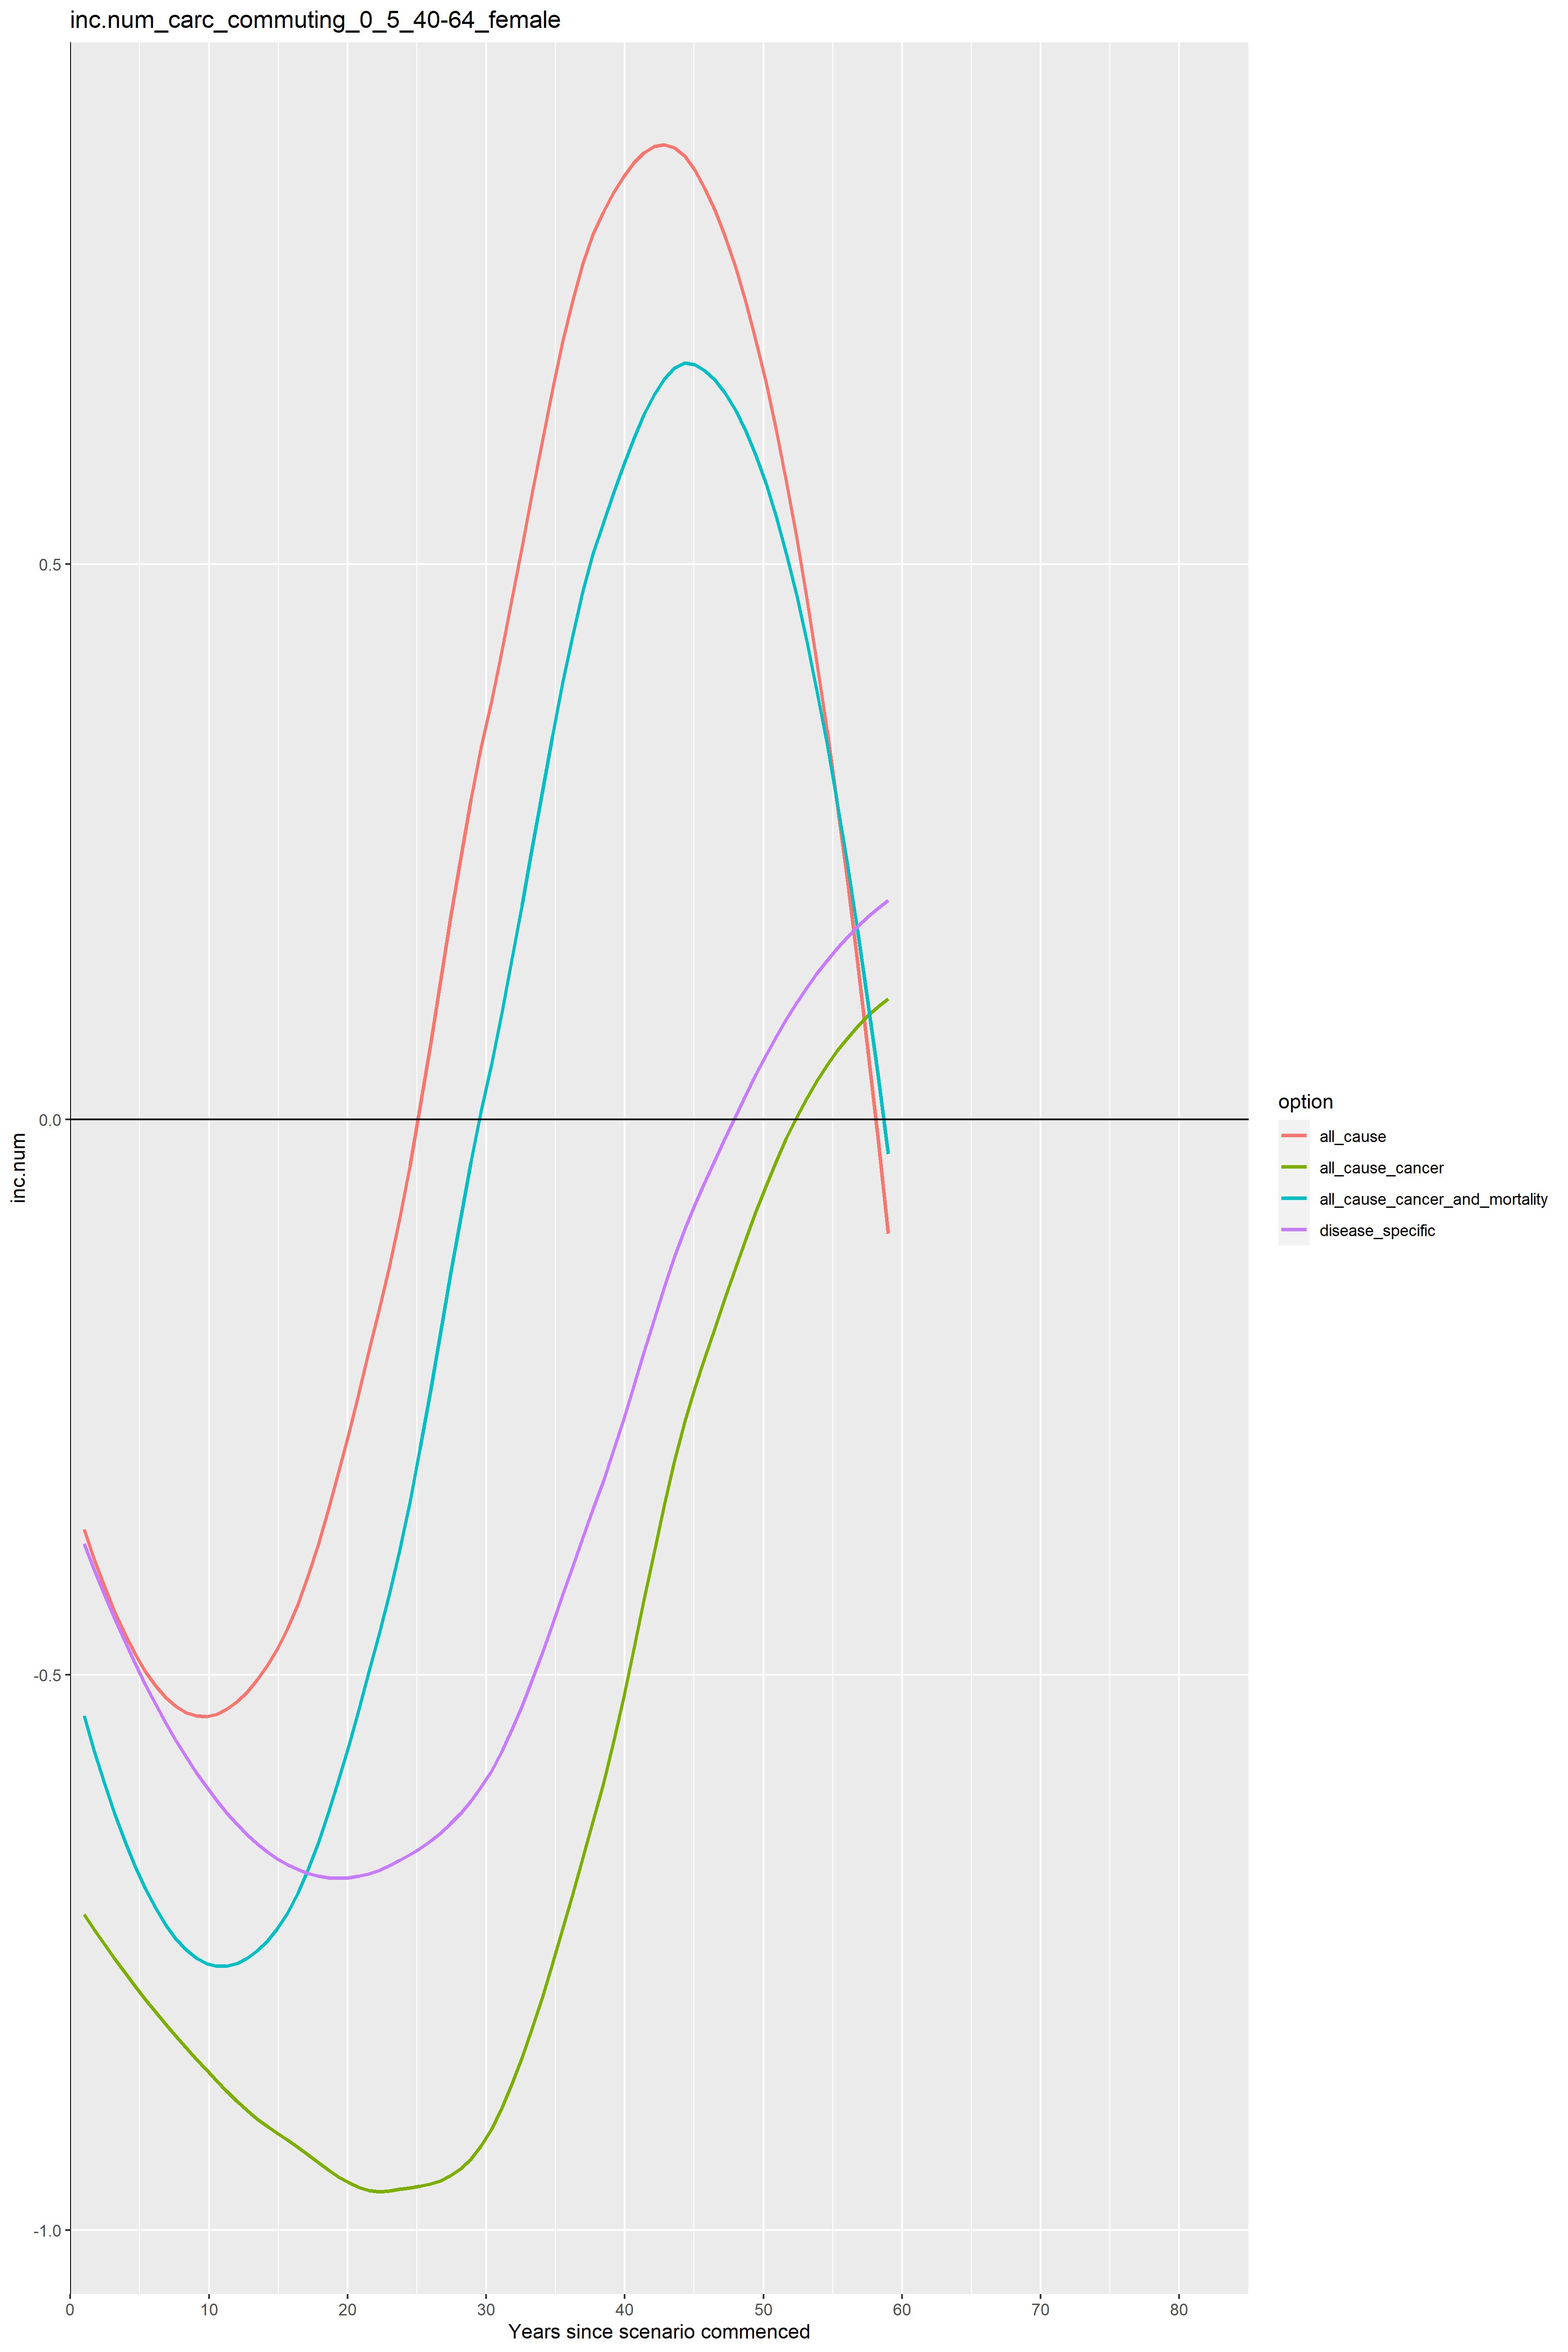 inc.num_carc_commuting_0_5_40-64_female
0.5
0.0
-0.5
-1.0
inc.num
0 10 20 30 40 50 60 70 80
Years since scenario commenced
option
all_cause
all_cause_cancer
all_cause_cancer_and_mortality
disease_specific